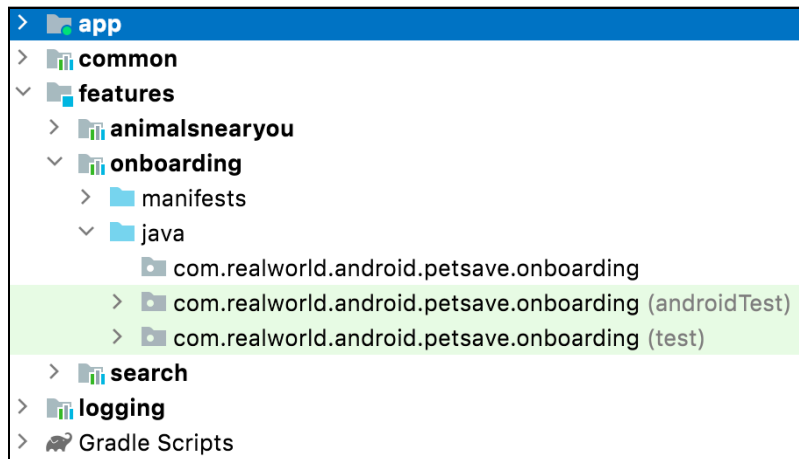 app
common
features
animalsnearyou
onboarding
manifests
java
com.realworld.android.petsave.onboarding
com.realworld.android.petsave.onboarding (androidTest)
com.realworld.android.petsave.onboarding (test)
search
logging
Gradle Scripts